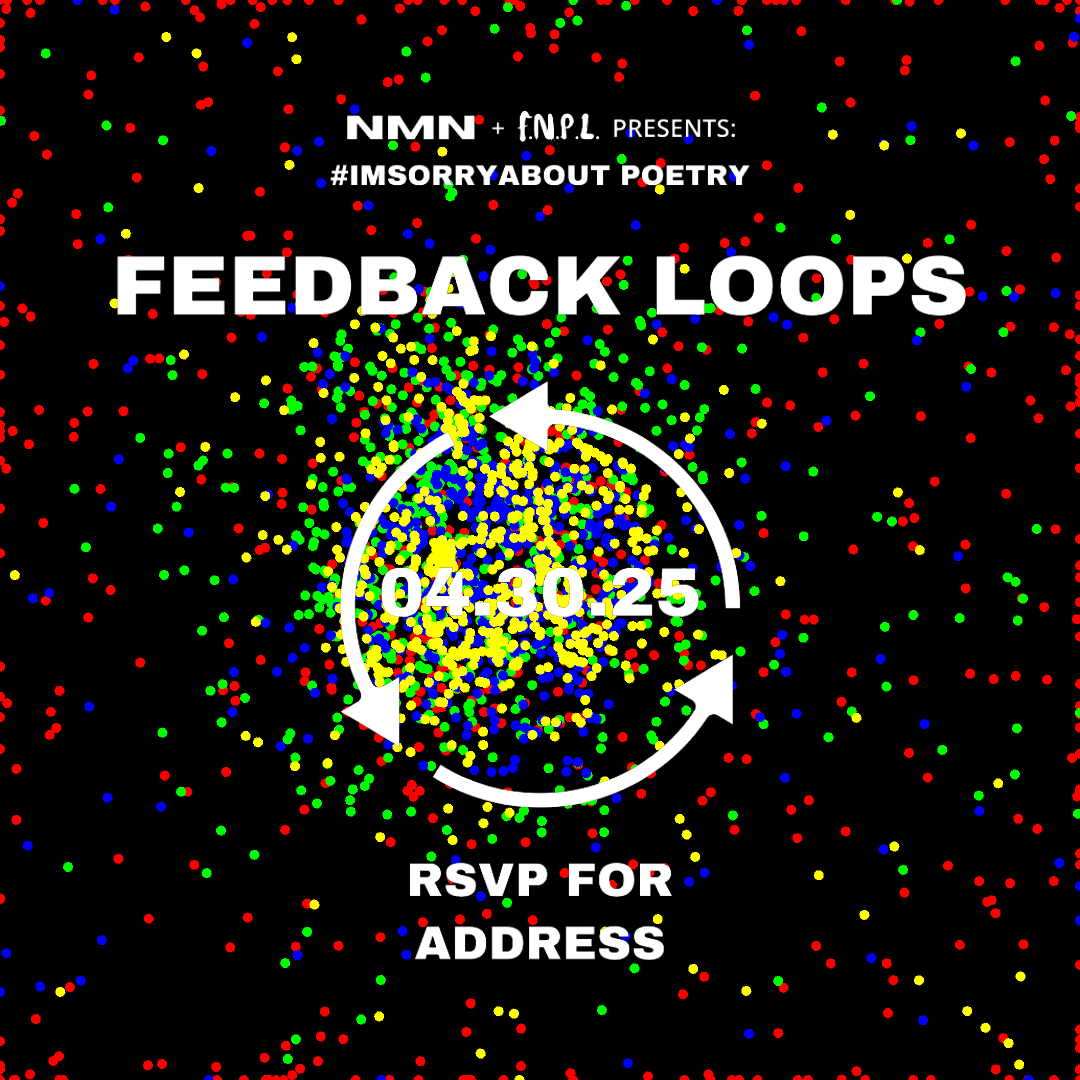 NMN + F.N.P.L. PRESENTS:
#IMSORRYABOUT POETRY
FEEDBACK LOOPS
04.30.25
RSVP FOR
ADDRESS